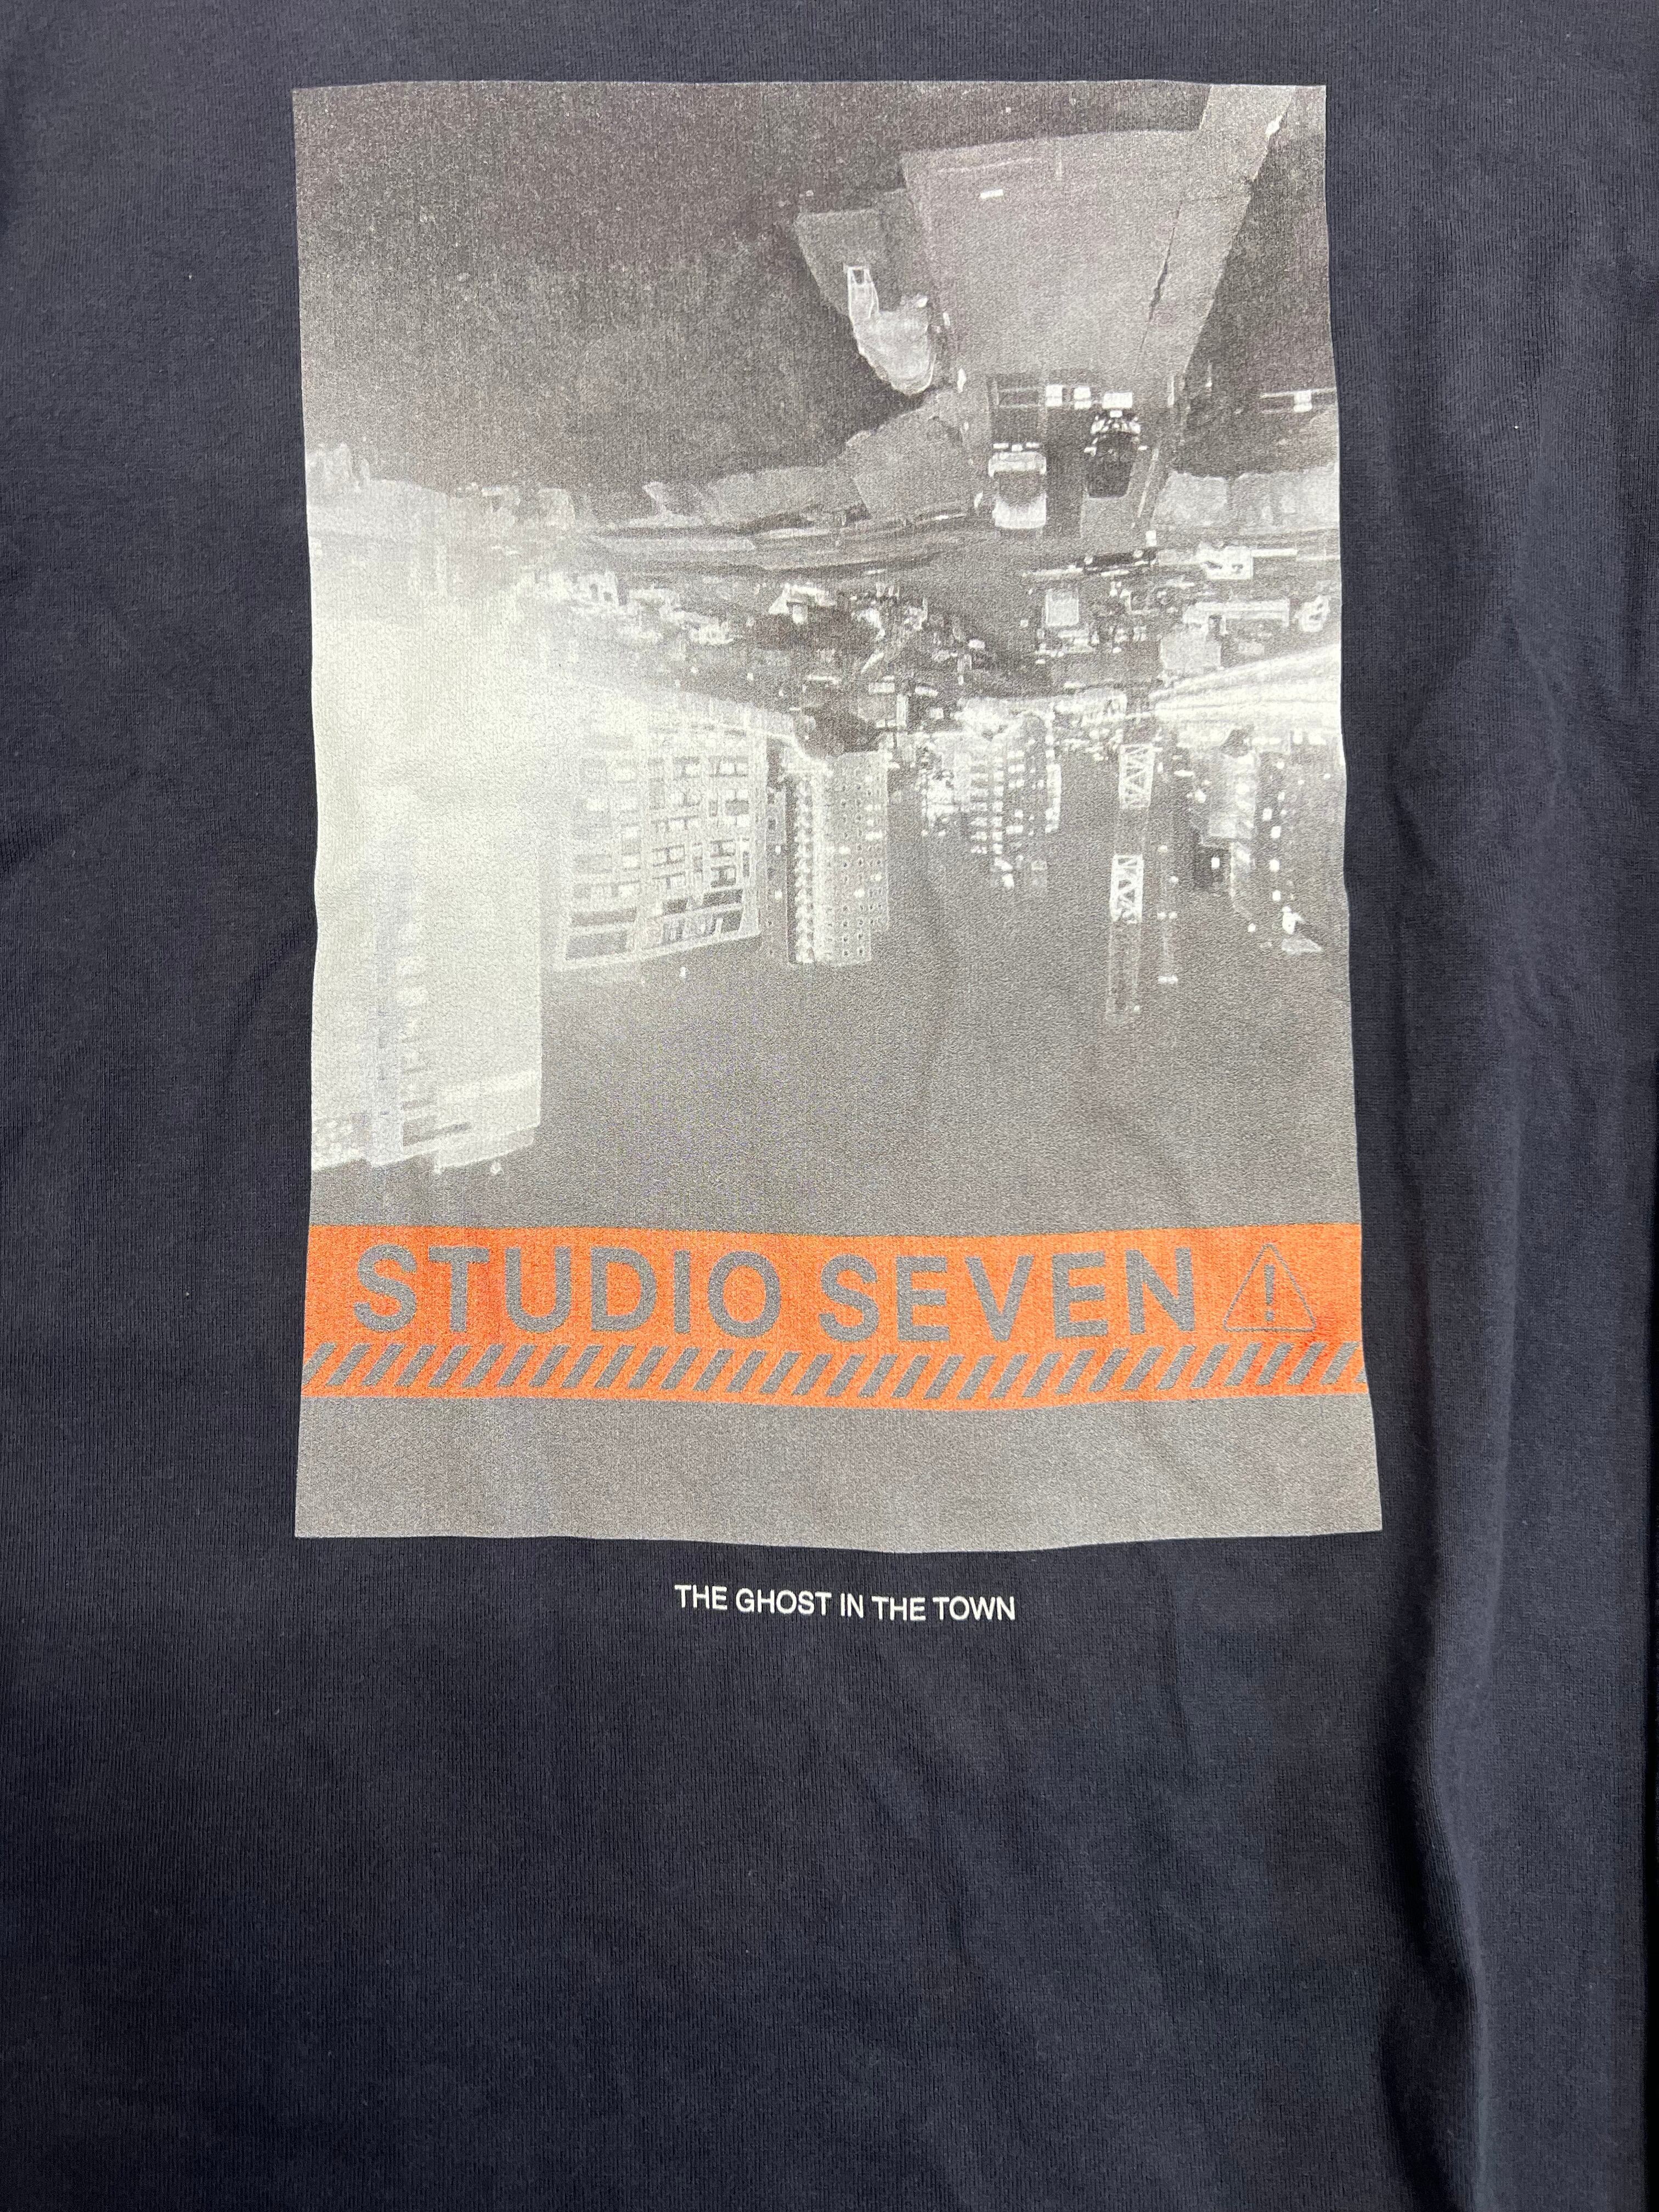 STUDIO SEVEN
THE GHOST IN THE TOWN